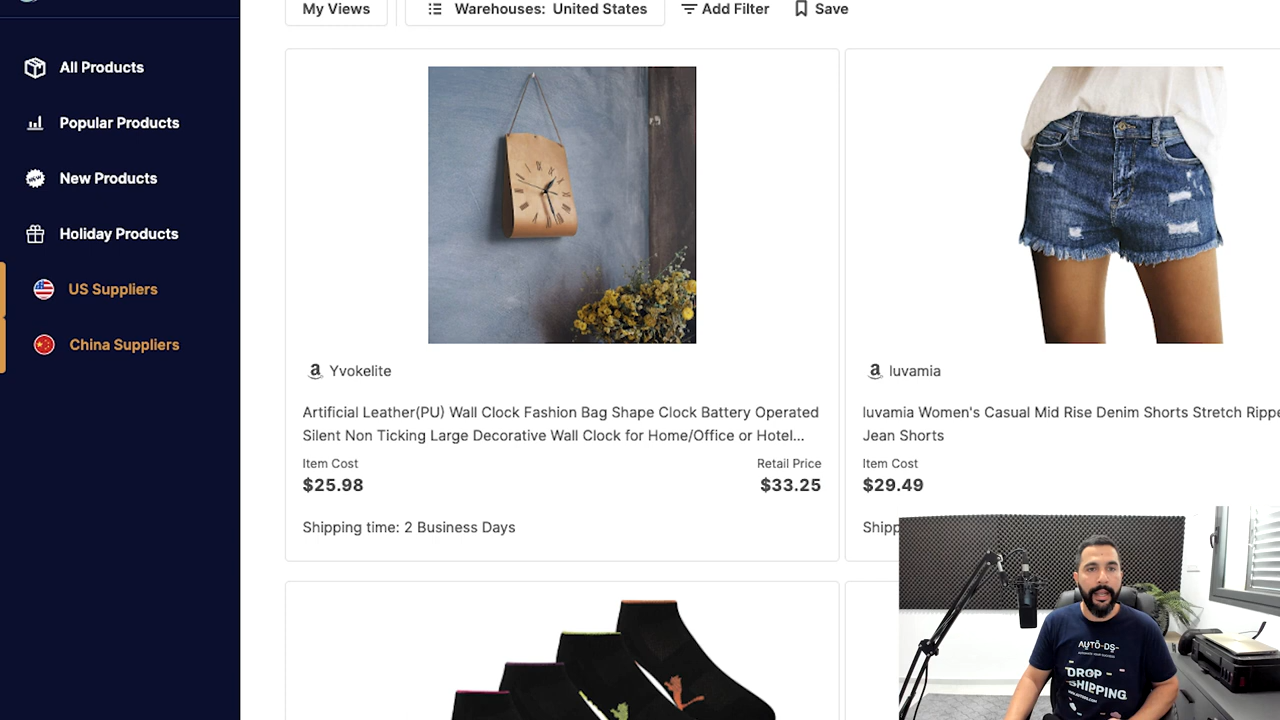 My Views
Warehouses: United States
Add Filter
Save
All Products
Popular Products
New Products
Holiday Products
US Suppliers
China Suppliers
Yvokelite
Artificial Leather(PU) Wall Clock Fashion Bag Shape Clock Battery Operated
Silent Non Ticking Large Decorative Wall Clock for Home/Office or Hotel...
Item Cost
Retail Price
$25.98
$33.25
Shipping time: 2 Business Days
luvamia
luvamia Women's Casual Mid Rise Denim Shorts Stretch Rippe
Jean Shorts
Item Cost
$29.49
Shipp
AUTO-DS
DROP
SHIPPING